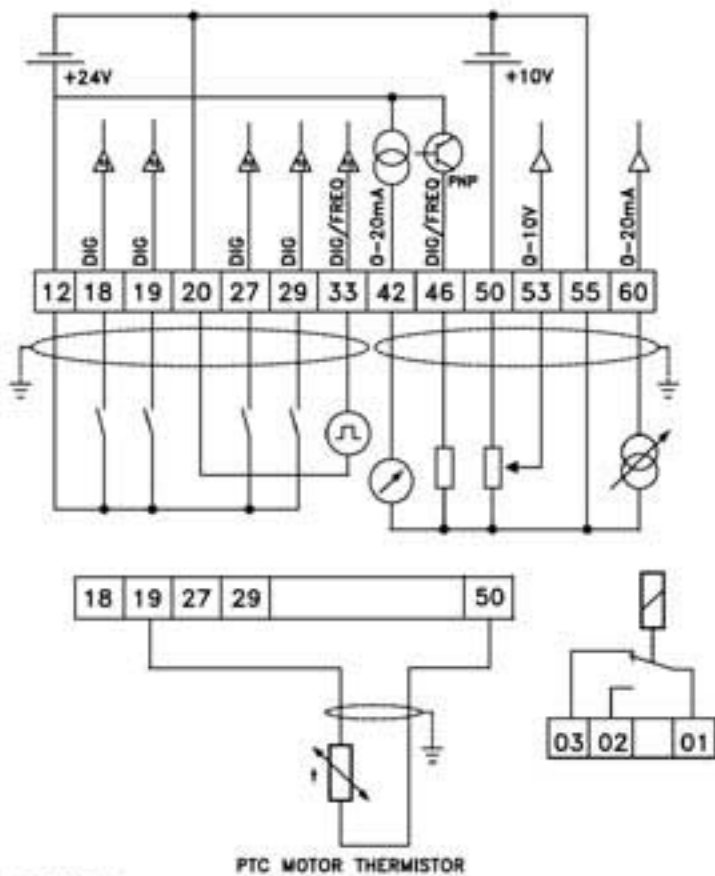 +24V
+10V
PNP
DIG
DIG
DIG
DIG
DIG/FREQ
0-20mA
DIG/FREQ
0-10V
0-20mA
12 18 19 20 27 29 33 42 46 50 53 55 60
18 19 27 29 50
03 02 01
PTC MOTOR THERMISTOR